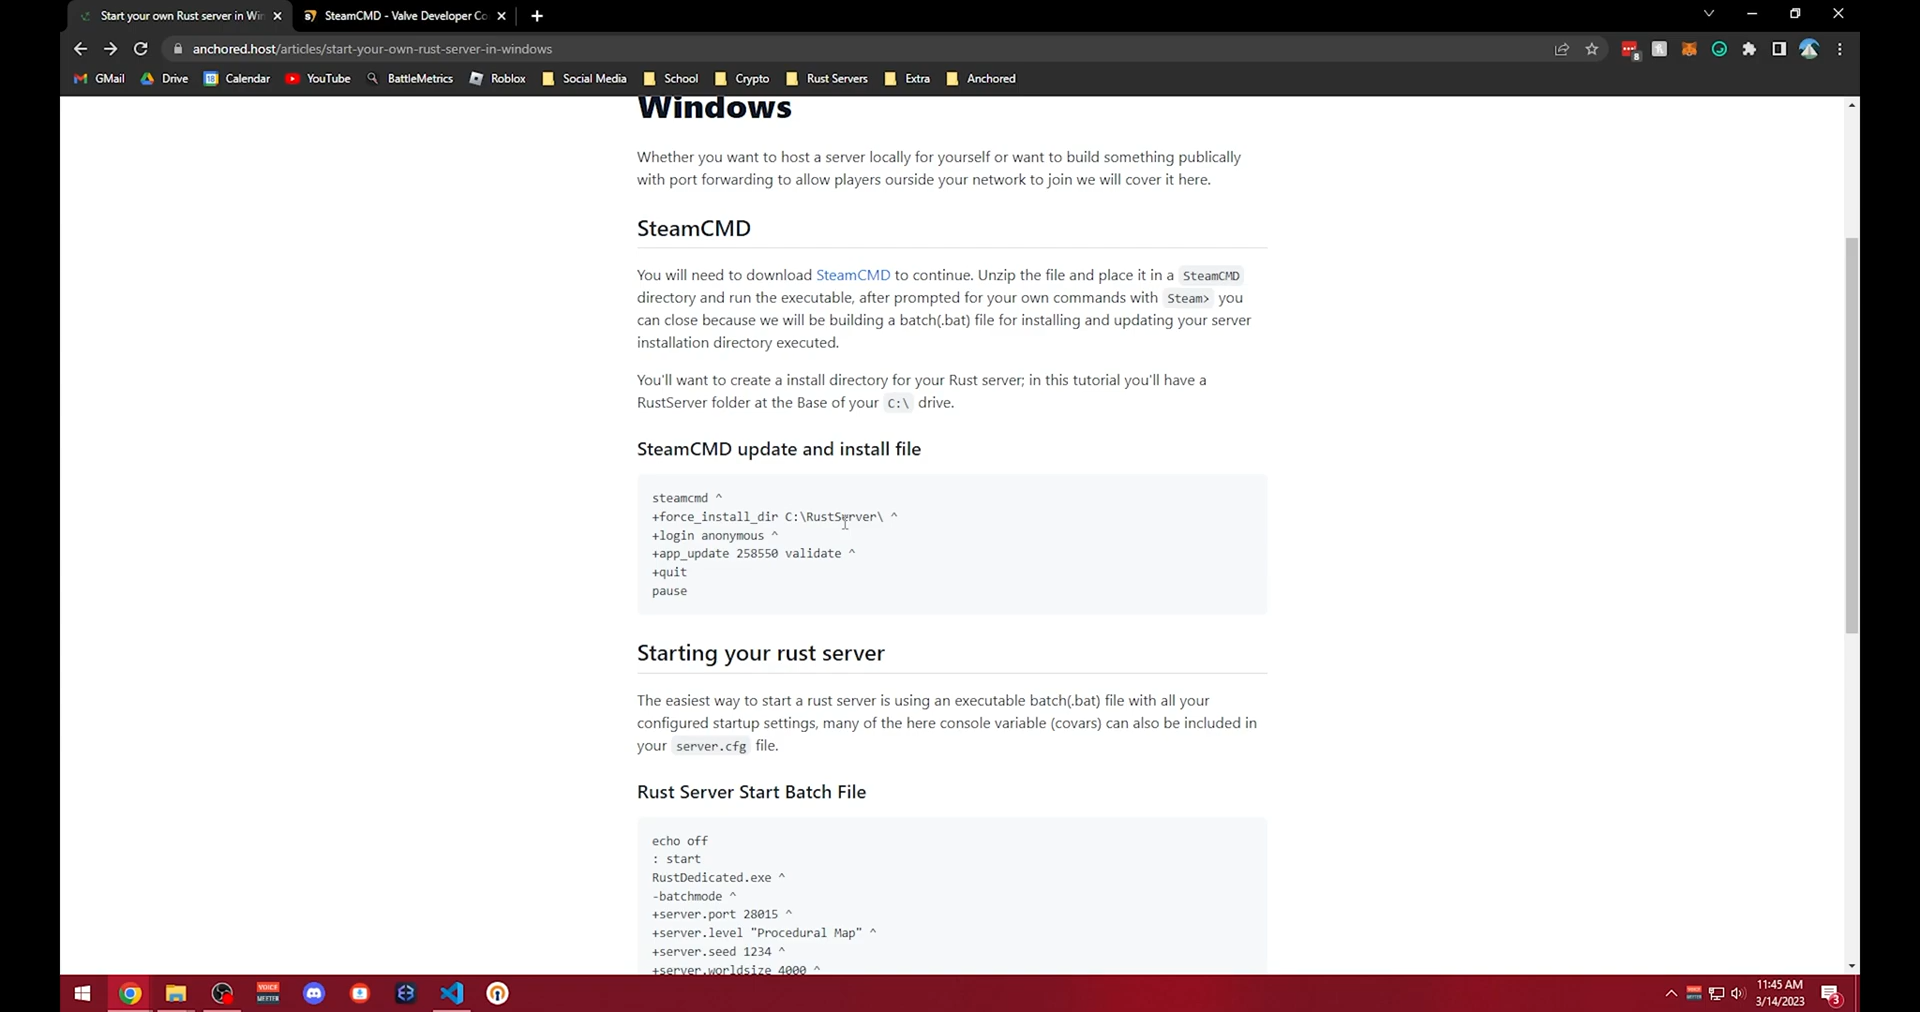 Start your own Rust server in Wi
SteamCMD - Valve Developer Co
anchored.host/articles/start-your-own-rust-server-in-windows
8
GMail
Drive
18
Calendar
YouTube
BattleMetrics
Roblox
Social Media
School
Crypto
Rust Servers
Extra
Anchored
Windows
Whether you want to host a server locally for yourself or want to build something publically
with port forwarding to allow players ourside your network to join we will cover it here.
SteamCMD
You will need to download SteamCMD to continue. Unzip the file and place it in a SteamCMD
directory and run the executable, after prompted for your own commands with Steam> you
can close because we will be building a batch(.bat) file for installing and updating your server
installation directory executed.
You'll want to create a install directory for your Rust server; in this tutorial you'll have a
RustServer folder at the Base of your C:\ drive.
SteamCMD update and install file
steamcmd ^
+force_install_dir C:\RustServer\ ^
+login anonymous ^
+app_update 258550 validate ^
+quit
pause
Starting your rust server
The easiest way to start a rust server is using an executable batch(.bat) file with all your
configured startup settings, many of the here console variable (covars) can also be included in
your server.cfg file.
Rust Server Start Batch File
echo off
: start
RustDedicated.exe ^
-batchmode ^
+server.port 28015 ^
+server.level "Procedural Map" ^
+server.seed 1234 ^
+server.worldsize 4000 ^
VOICE
MEETER
11:45 AM
3/14/2023
3